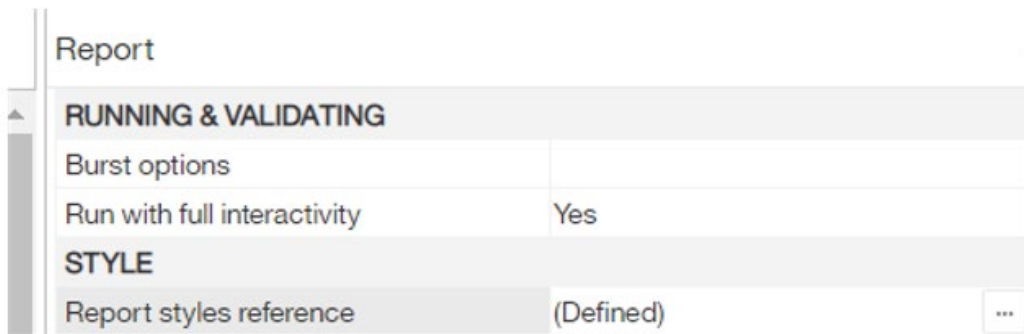 Report
RUNNING & VALIDATING
Burst options
Run with full interactivity Yes
STYLE
Report styles reference (Defined) ...